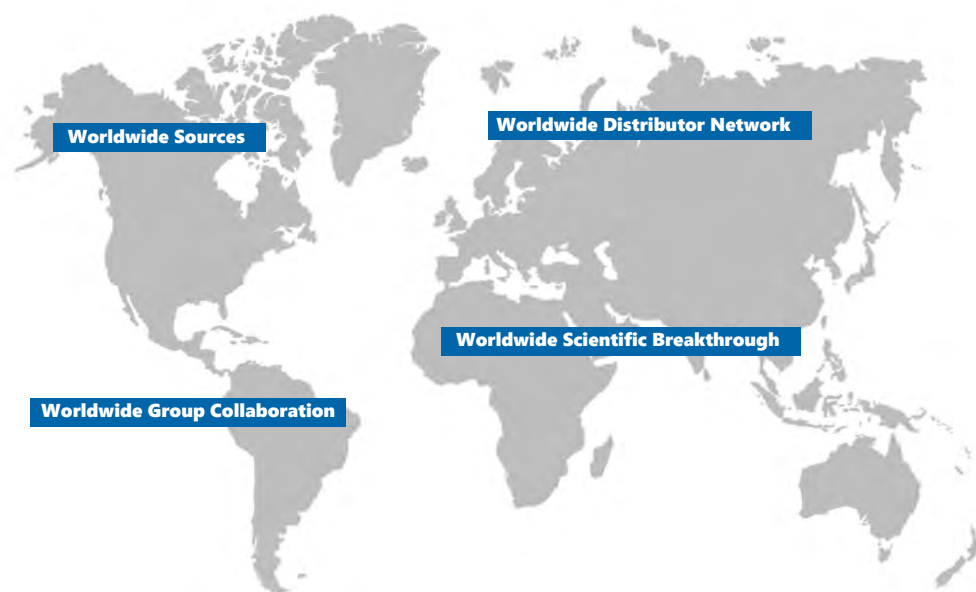 Worldwide Sources
Worldwide Distributor Network
Worldwide Scientific Breakthrough
Worldwide Group Collaboration